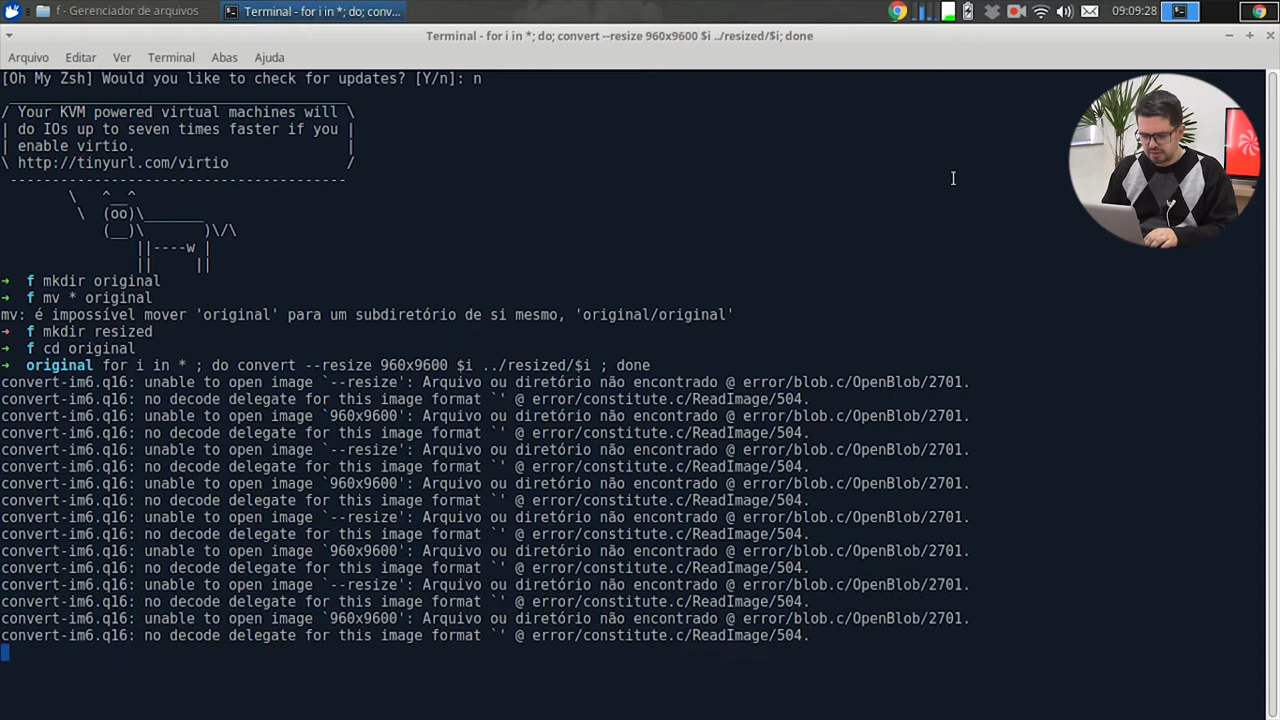 f - Gerenciador de arquivos
Terminal - for i in *; do; conv...
09:09:28
Terminal - for i in *; do; convert --resize 960x9600 $i ../resized/$i; done
Arquivo Editar Ver Terminal Abas Ajuda
[Oh My Zsh] Would you like to check for updates? [Y/n]: n
 _______________________________________
/ Your KVM powered virtual machines will \
| do IOs up to seven times faster if you |
| enable virtio. |
\ http://tinyurl.com/virtio /
 ----------------------------------------
        \   ^__^
         \  (oo)\_______
            (__)\       )\/\
                ||----w |
                ||     ||
➜ f mkdir original
➜ f mv * original
mv: é impossível mover 'original' para um subdiretório de si mesmo, 'original/original'
➜ f mkdir resized
➜ f cd original
➜ original for i in * ; do convert --resize 960x9600 $i ../resized/$i ; done
convert-im6.q16: unable to open image `--resize': Arquivo ou diretório não encontrado @ error/blob.c/OpenBlob/2701.
convert-im6.q16: no decode delegate for this image format `' @ error/constitute.c/ReadImage/504.
convert-im6.q16: unable to open image `960x9600': Arquivo ou diretório não encontrado @ error/blob.c/OpenBlob/2701.
convert-im6.q16: no decode delegate for this image format `' @ error/constitute.c/ReadImage/504.
convert-im6.q16: unable to open image `--resize': Arquivo ou diretório não encontrado @ error/blob.c/OpenBlob/2701.
convert-im6.q16: no decode delegate for this image format `' @ error/constitute.c/ReadImage/504.
convert-im6.q16: unable to open image `960x9600': Arquivo ou diretório não encontrado @ error/blob.c/OpenBlob/2701.
convert-im6.q16: no decode delegate for this image format `' @ error/constitute.c/ReadImage/504.
convert-im6.q16: unable to open image `--resize': Arquivo ou diretório não encontrado @ error/blob.c/OpenBlob/2701.
convert-im6.q16: no decode delegate for this image format `' @ error/constitute.c/ReadImage/504.
convert-im6.q16: unable to open image `960x9600': Arquivo ou diretório não encontrado @ error/blob.c/OpenBlob/2701.
convert-im6.q16: no decode delegate for this image format `' @ error/constitute.c/ReadImage/504.
convert-im6.q16: unable to open image `--resize': Arquivo ou diretório não encontrado @ error/blob.c/OpenBlob/2701.
convert-im6.q16: no decode delegate for this image format `' @ error/constitute.c/ReadImage/504.
convert-im6.q16: unable to open image `960x9600': Arquivo ou diretório não encontrado @ error/blob.c/OpenBlob/2701.
convert-im6.q16: no decode delegate for this image format `' @ error/constitute.c/ReadImage/504.